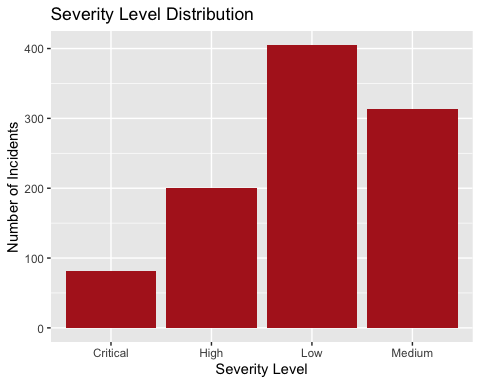 Severity Level Distribution
Number of Incidents
400
300
200
100
0
Critical High Low Medium
Severity Level